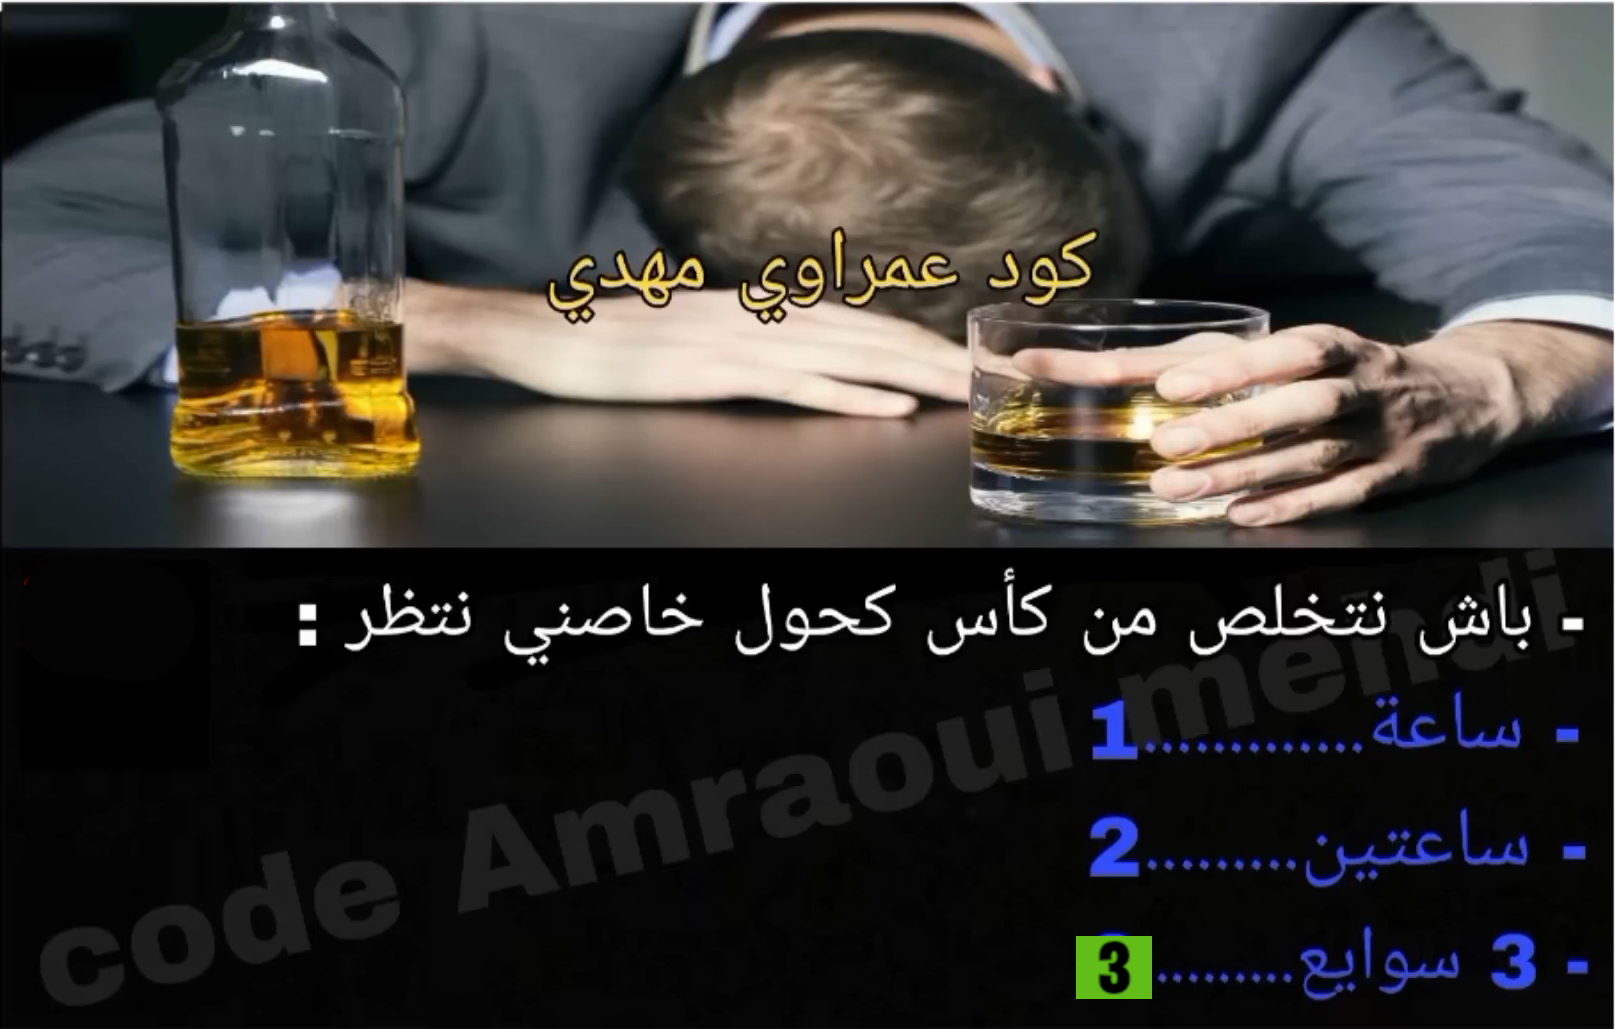 كود عمراوي مهدي
- باش نتخلص من كأس كحول خاصني نتظر :
- ساعة.............1
- ساعتين.........2
- 3 سوايع.........3
code Amraoui mehdi